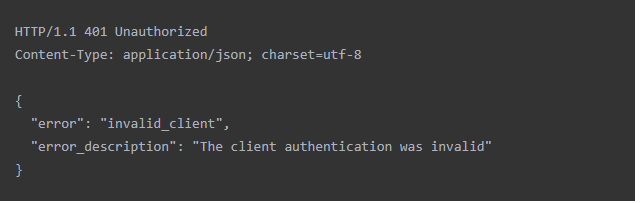 HTTP/1.1 401 Unauthorized
Content-Type: application/json; charset=utf-8
{
"error": "invalid_client",
"error_description": "The client authentication was invalid"
}